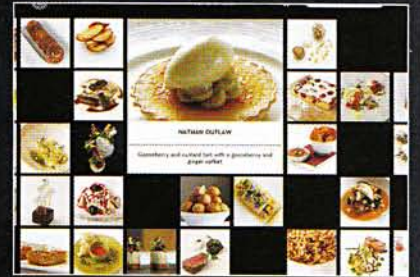 NATHAN OUTLAW
Gooseberry and custard tart with a gooseberry and
ginger sorbet